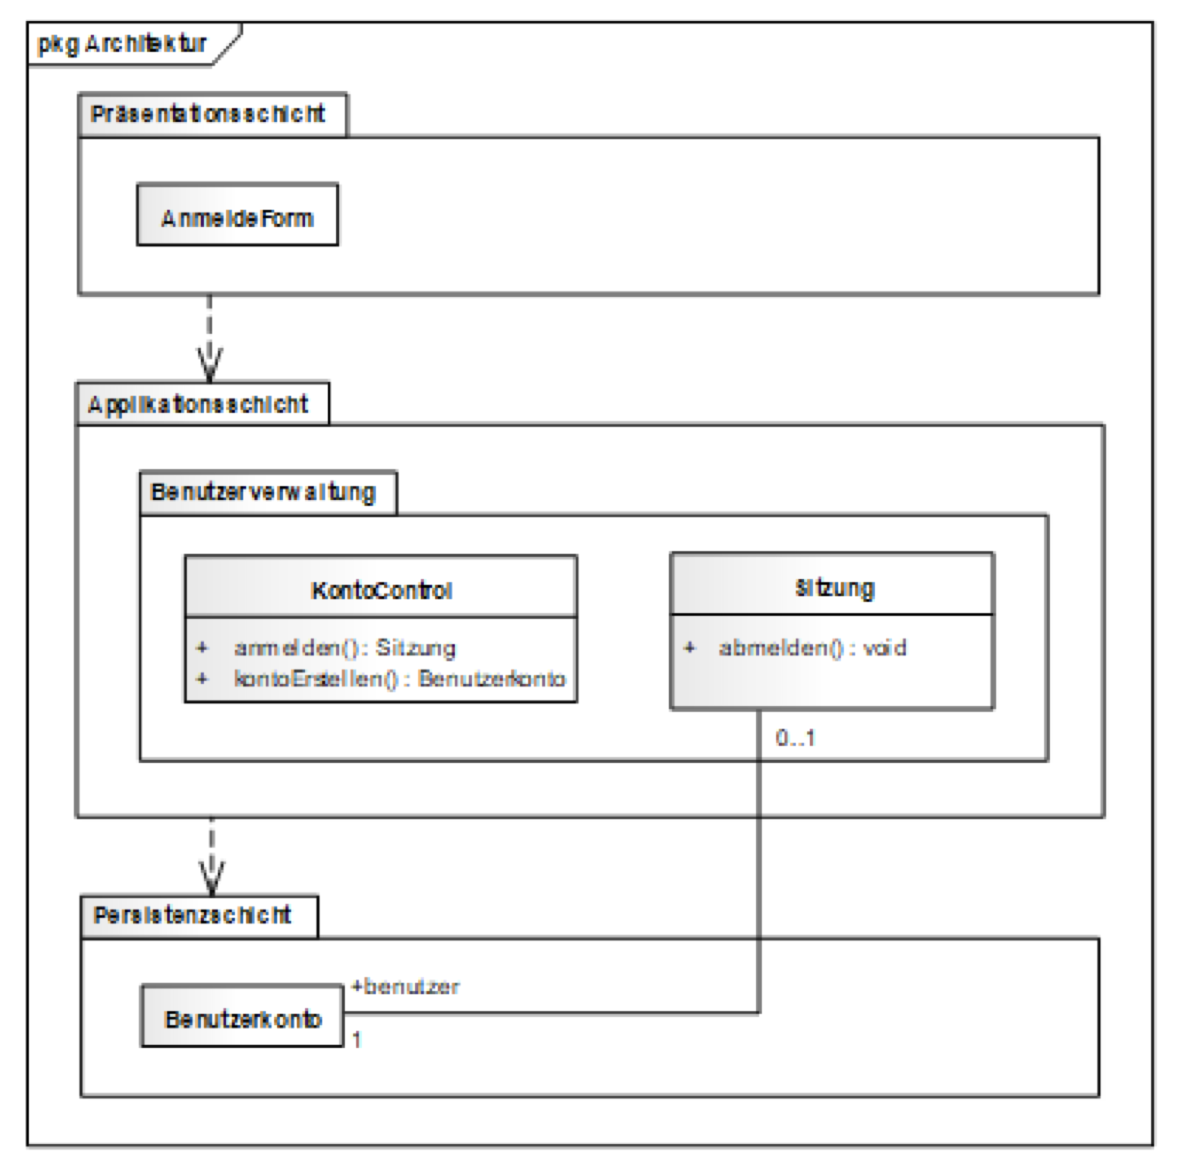 pkg Architektur
Präsentationsschicht
AnmeldeForm
Applikationsschicht
Benutzerverwaltung
KontoControl
+ anmelden() : Sitzung
+ kontoErstellen() : Benutzerkonto
Sitzung
+ abmelden() : void
0..1
Persistenzschicht
+benutzer
Benutzerkonto
1